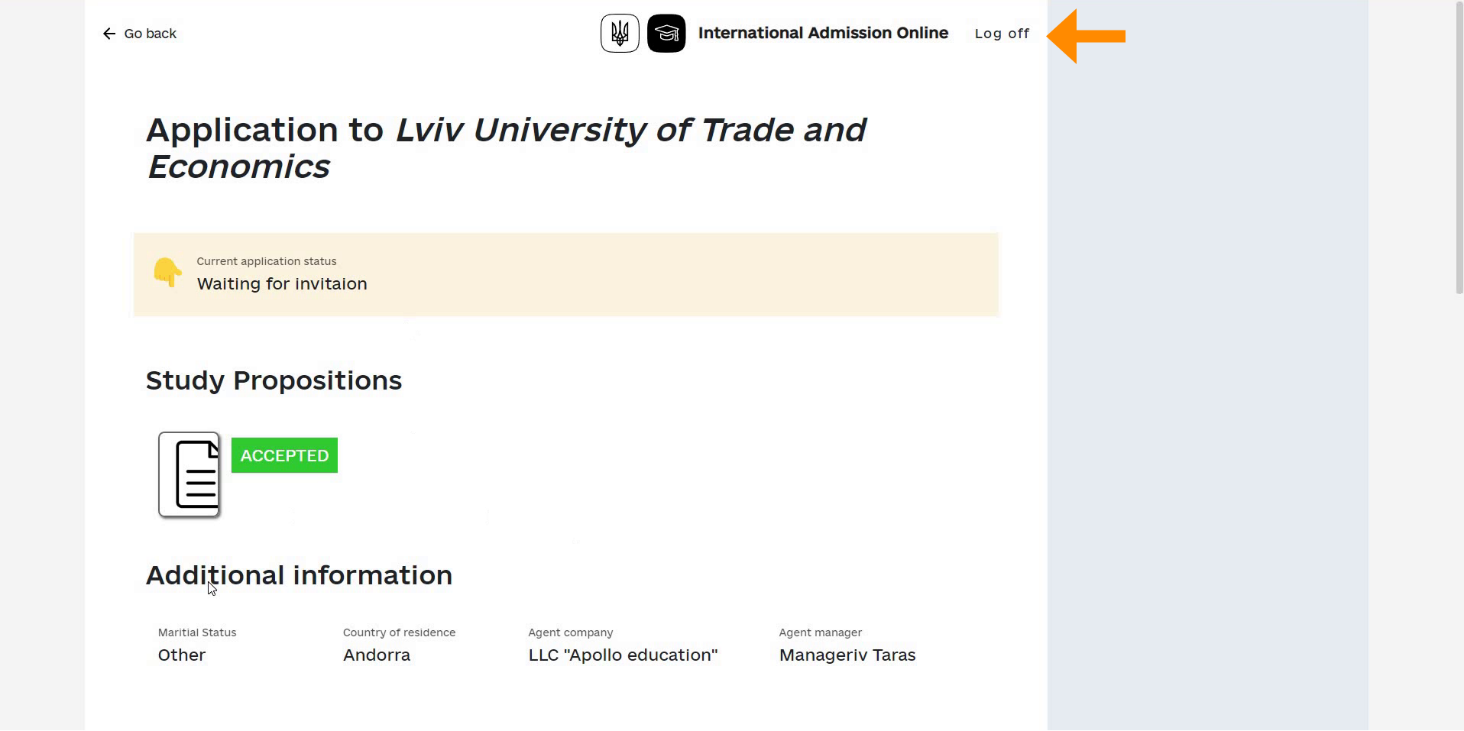 Go back
International Admission Online
Log off
Application to Lviv University of Trade and
Economics
Current application status
Waiting for invitaion
Study Propositions
ACCEPTED
Additional information
Maritial Status
Country of residence
Agent company
Agent manager
Other
Andorra
LLC "Apollo education"
Manageriv Taras